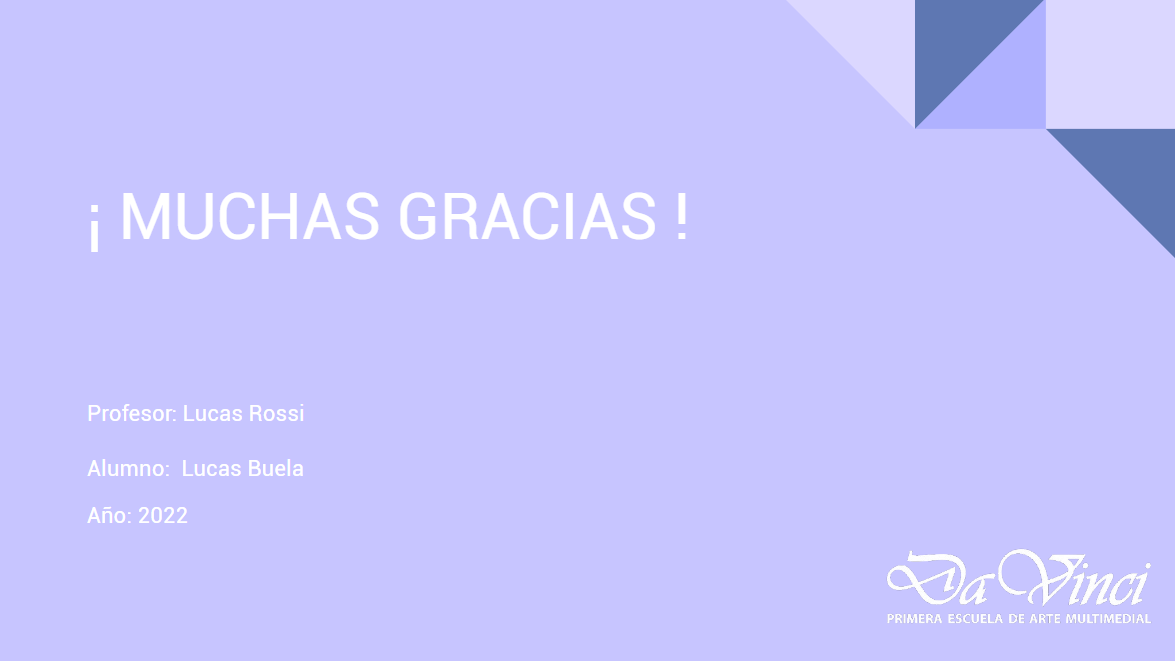 ¡ MUCHAS GRACIAS !
Profesor: Lucas Rossi
Alumno:  Lucas Buela
Año: 2022
Da Vinci
PRIMERA ESCUELA DE ARTE MULTIMEDIAL